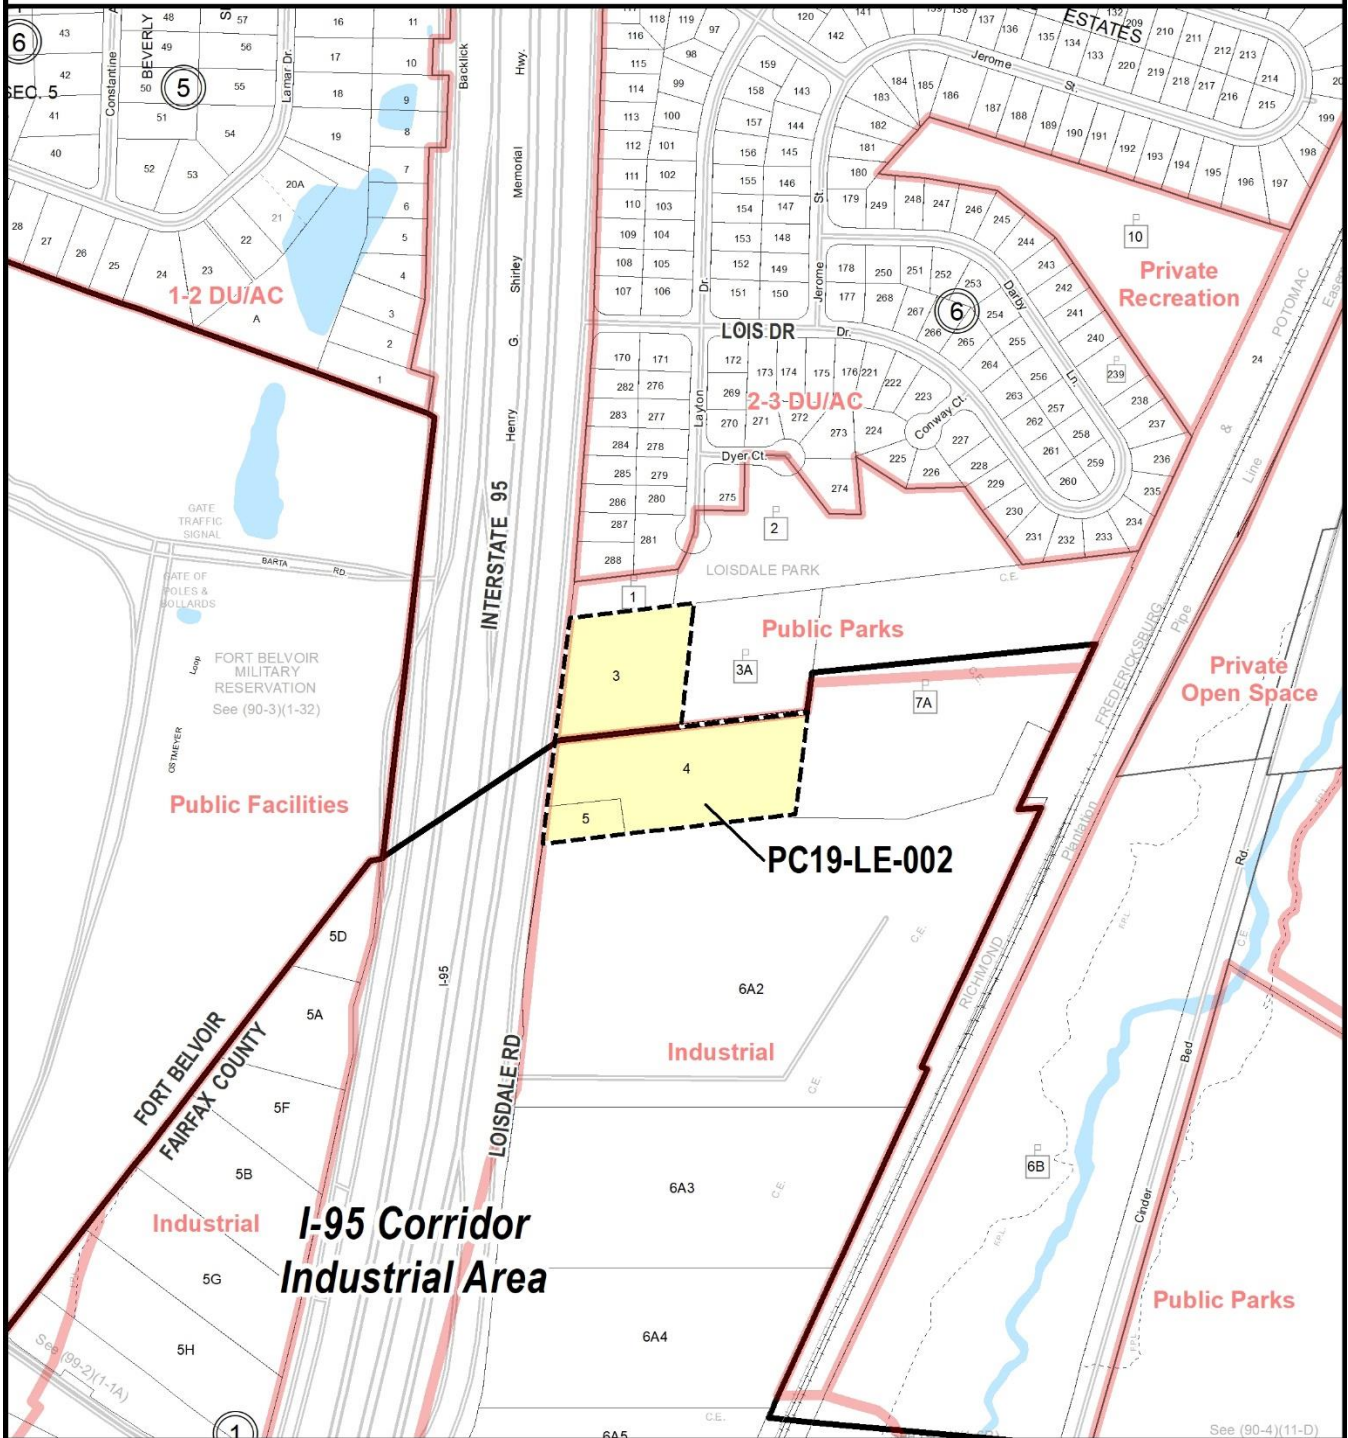 6
43
42
SEC. 5
41
40
Constantine
BEVERLY
48
49
50
51
52
53
5
57
56
55
54
Lamar Dr.
16
17
18
19
20A
21
22
23
24
25
26
27
28
A
1-2 DU/AC
11
10
9
8
7
6
5
4
3
2
1
Backlick
Henry G. Shirley Memorial Hwy.
INTERSTATE 95
118
119
97
116
98
115
99
114
100
113
112
101
111
102
110
103
109
104
108
105
107
106
120
141
142
159
158
143
157
144
156
145
155
146
154
147
153
148
152
149
151
150
Dr.
Jerome St.
184
185
186
183
182
181
180
179
249
248
247
246
245
244
243
242
241
240
239
238
237
236
235
234
233
232
231
230
229
228
227
226
225
224
223
222
178
177
250
251
252
253
268
267
266
265
254
255
256
257
258
259
260
261
262
263
264
6
Darby Ln.
ESTATES
Jerome St.
136
137
138
135
134
133
132
209
210
211
212
213
214
215
216
217
218
219
220
187
188
189
190
191
192
193
194
195
196
197
198
199
10
Private
Recreation
LOIS DR
Dr.
170
171
172
173
174
175
176
221
282
276
269
283
277
270
271
272
273
2-3 DU/AC
284
278
285
279
286
280
287
281
288
275
274
Layton
Dyer Ct.
Conway Ct.
2
LOISDALE PARK
C.E.
1
3
Public Parks
3A
7A
C.E.
4
5
PC19-LE-002
GATE
TRAFFIC
SIGNAL
BARTA RD
GATE OF
POLES &
BOLLARDS
Loop
FORT BELVOIR
MILITARY
RESERVATION
See (90-3)(1-32)
OSTMEYER
Public Facilities
24
RICHMOND FREDERICKSBURG & POTOMAC
Plantation Pipe Line
Private
Open Space
5D
5A
5F
5B
5G
5H
I-95
FORT BELVOIR
FAIRFAX COUNTY
LOISDALE RD
6A2
C.E.
Industrial
C.E.
6A3
C.E.
6A4
C.E.
6A5
Industrial
I-95 Corridor
Industrial Area
See (99-2)(1-1A)
1
6B
Cinder Bed Rd.
C.E.
Public Parks
See (90-4)(11-D)